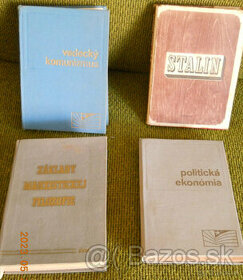 vedecký
komunizmus
STALIN
ZÁKLADY
MARXISTICKEJ
FILOZOFIE
politická
ekonómia
bazos.sk